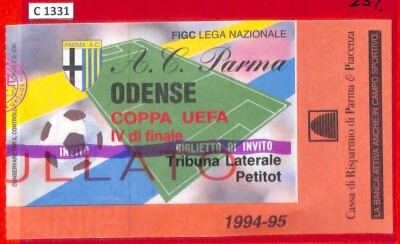 C 1331
FIGC LEGA NAZIONALE
PARMA A.C.
A.C. Parma
ODENSE
COPPA UEFA
IV di finale
INVITO
BIGLIETTO DI INVITO
ULLATO
Tribuna Laterale
Petitot
1994-95
Cassa di Risparmio di Parma & Piacenza
LA BANCA ATTIVA ANCHE IN CAMPO SPORTIVO.